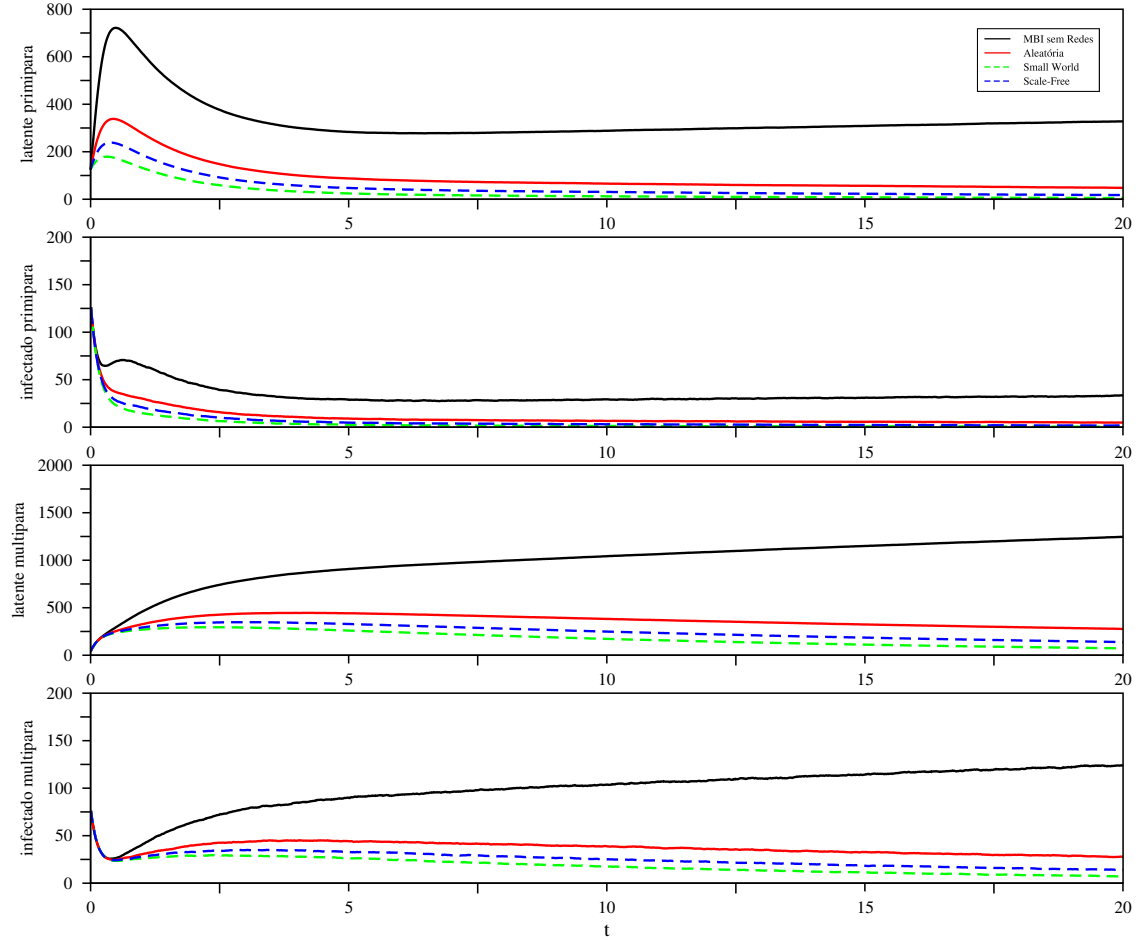 800
600
400
200
0
latente primipara
MBI sem Redes
Aleatória
Small World
Scale-Free
0 5 10 15 20
200
150
100
50
0
infectado primipara
0 5 10 15 20
2000
1500
1000
500
0
latente multipara
0 5 10 15 20
200
150
100
50
0
infectado multipara
0 5 10 15 20
t